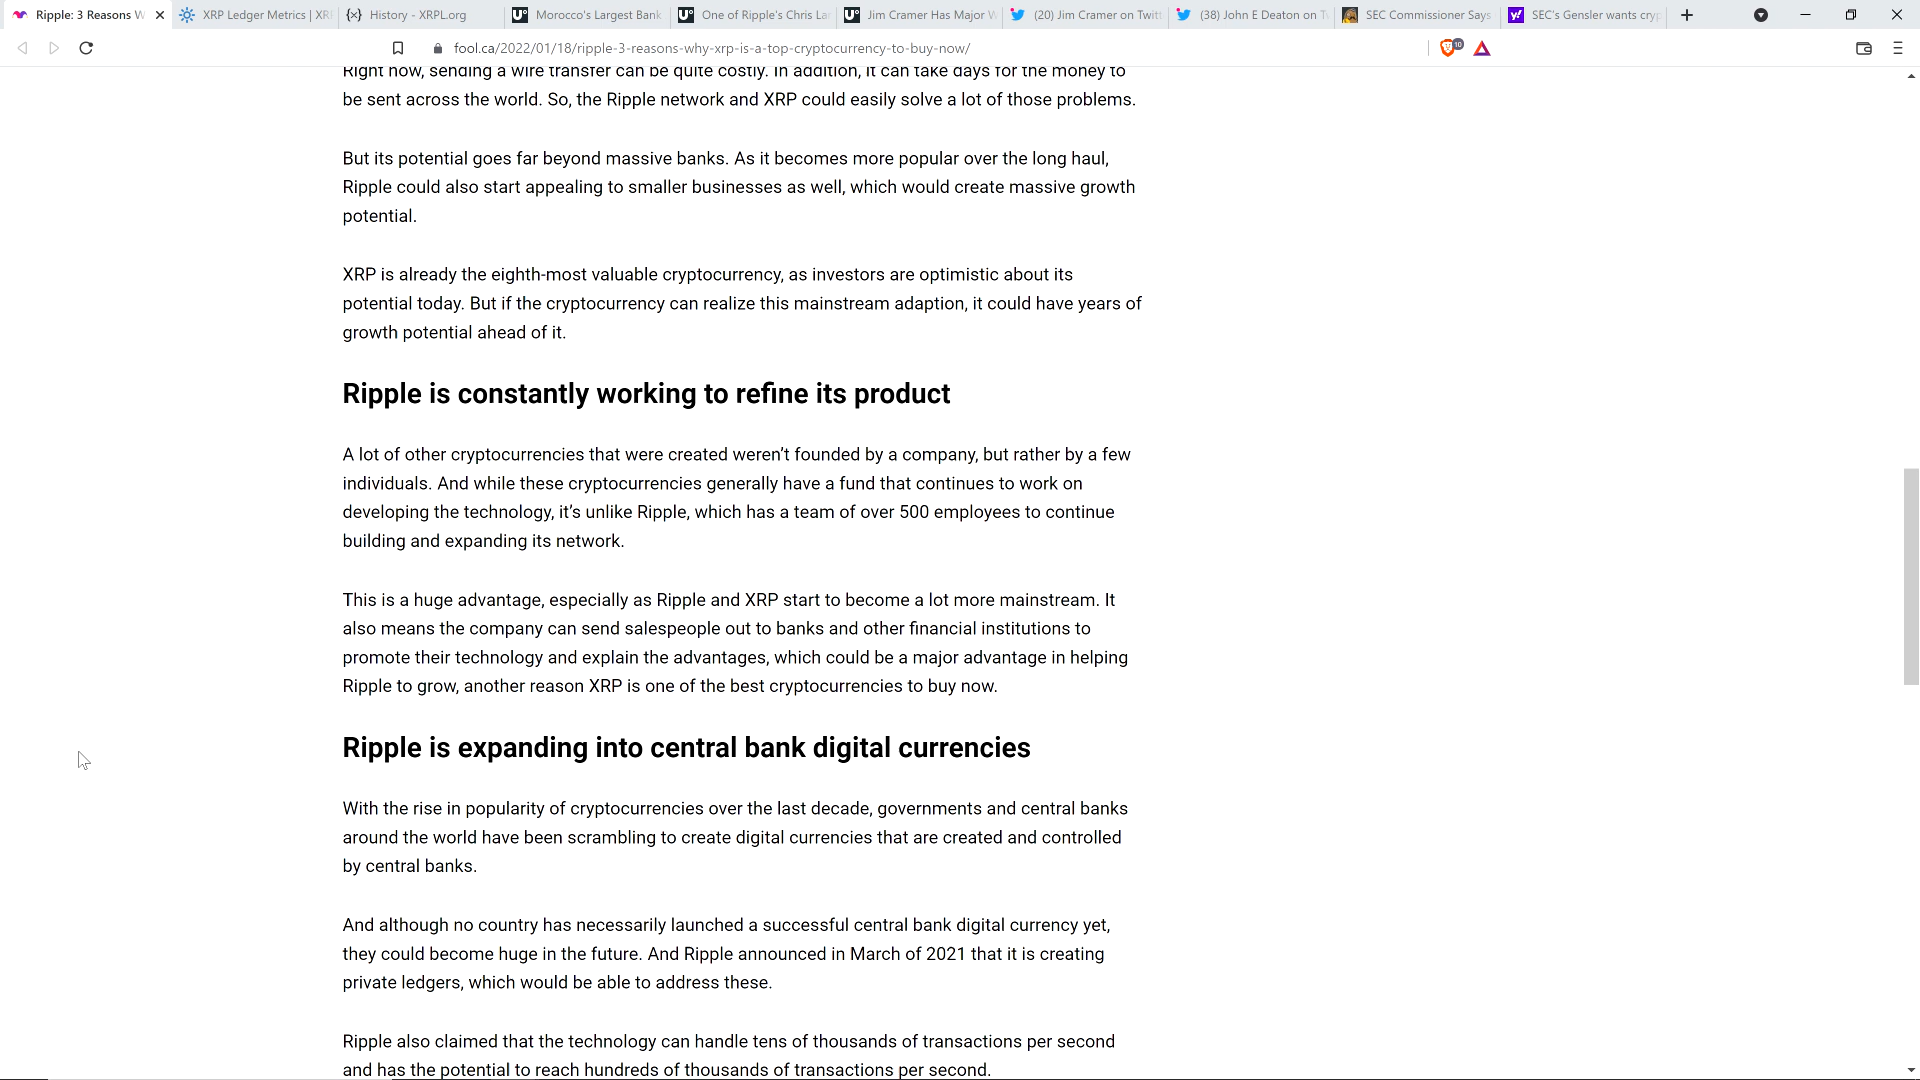 Ripple: 3 Reasons W
XRP Ledger Metrics | XR
History - XRPL.org
Morocco's Largest Bank
One of Ripple's Chris La
Jim Cramer Has Major W
(20) Jim Cramer on Twitt
(38) John E Deaton on T
SEC Commissioner Says
SEC's Gensler wants cry
fool.ca/2022/01/18/ripple-3-reasons-why-xrp-is-a-top-cryptocurrency-to-buy-now/
10
Right now, sending a wire transfer can be quite costly. In addition, it can take days for the money to
be sent across the world. So, the Ripple network and XRP could easily solve a lot of those problems.
But its potential goes far beyond massive banks. As it becomes more popular over the long haul,
Ripple could also start appealing to smaller businesses as well, which would create massive growth
potential.
XRP is already the eighth-most valuable cryptocurrency, as investors are optimistic about its
potential today. But if the cryptocurrency can realize this mainstream adaption, it could have years of
growth potential ahead of it.
Ripple is constantly working to refine its product
A lot of other cryptocurrencies that were created weren't founded by a company, but rather by a few
individuals. And while these cryptocurrencies generally have a fund that continues to work on
developing the technology, it's unlike Ripple, which has a team of over 500 employees to continue
building and expanding its network.
This is a huge advantage, especially as Ripple and XRP start to become a lot more mainstream. It
also means the company can send salespeople out to banks and other financial institutions to
promote their technology and explain the advantages, which could be a major advantage in helping
Ripple to grow, another reason XRP is one of the best cryptocurrencies to buy now.
Ripple is expanding into central bank digital currencies
With the rise in popularity of cryptocurrencies over the last decade, governments and central banks
around the world have been scrambling to create digital currencies that are created and controlled
by central banks.
And although no country has necessarily launched a successful central bank digital currency yet,
they could become huge in the future. And Ripple announced in March of 2021 that it is creating
private ledgers, which would be able to address these.
Ripple also claimed that the technology can handle tens of thousands of transactions per second
and has the potential to reach hundreds of thousands of transactions per second.